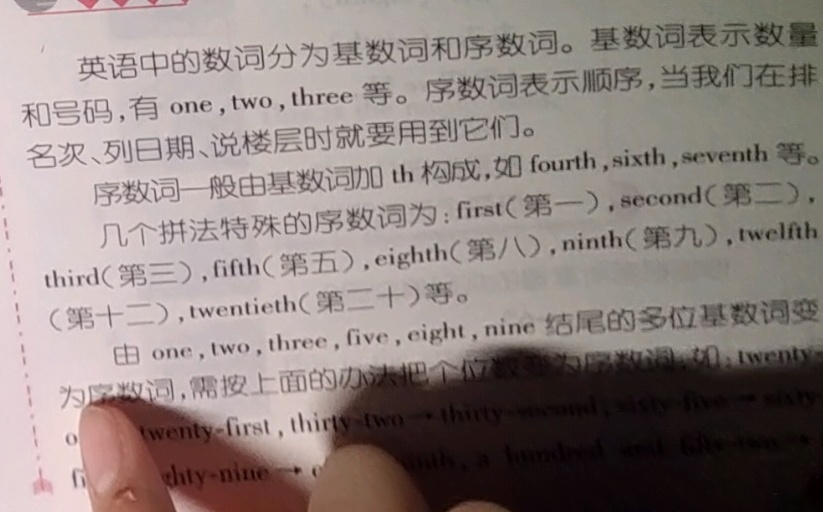 英语中的数词分为基数词和序数词。基数词表示数量
和号码,有 one,two,three 等。序数词表示顺序,当我们在排
名次、列日期、说楼层时就要用到它们。
序数词一般由基数词加 th 构成,如 fourth,sixth,seventh 等。
几个拼法特殊的序数词为:first(第一),second(第二),
third(第三),fifth(第五),eighth(第八),ninth(第九),twelfth
(第十二),twentieth(第二十)等。
由 one,two,three,five,eight,nine 结尾的多位基数词变
为序数词,需按上面的办法把个位数变为序数词,如:twenty-
twenty-first,thirty-two→thirty-second,sixty-five→sixty-
ghty-nine→ a hundred and fifty-two→